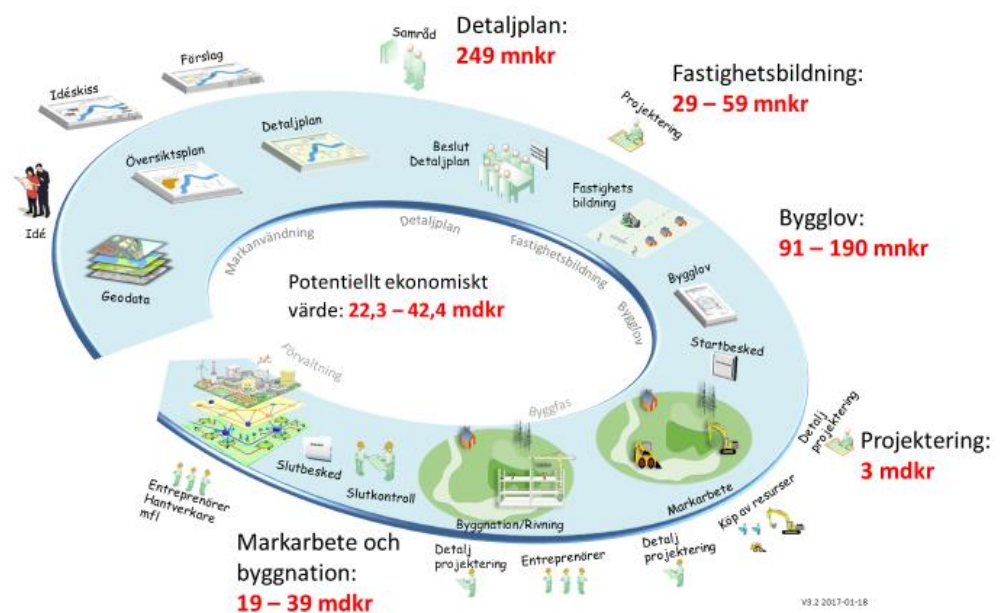 Samråd
Detaljplan:
249 mnkr
Förslag
Idéskiss
Fastighetsbildning:
29 – 59 mnkr
Projektering
Detaljplan
Översiktsplan
Beslut
Detaljplan
Fastighets
bildning
Idé
Geodata
Markanvändning
Detaljplan
Fastighetsbildning
Bygglov
Bygglov:
91 – 190 mnkr
Bygglov
Startbesked
Potentiellt ekonomiskt
värde: 22,3 – 42,4 mdkr
Förvaltning
Byggfas
Detalj
projektering
Projektering:
3 mdkr
Slutbesked
Slutkontroll
Byggnation/Rivning
Markarbete
Köp av resurser
Entreprenörer
Hantverkare
mfl
Detalj
projektering
Entreprenörer
Detalj
projektering
Markarbete och
byggnation:
19 – 39 mdkr
V3.2 2017-01-18